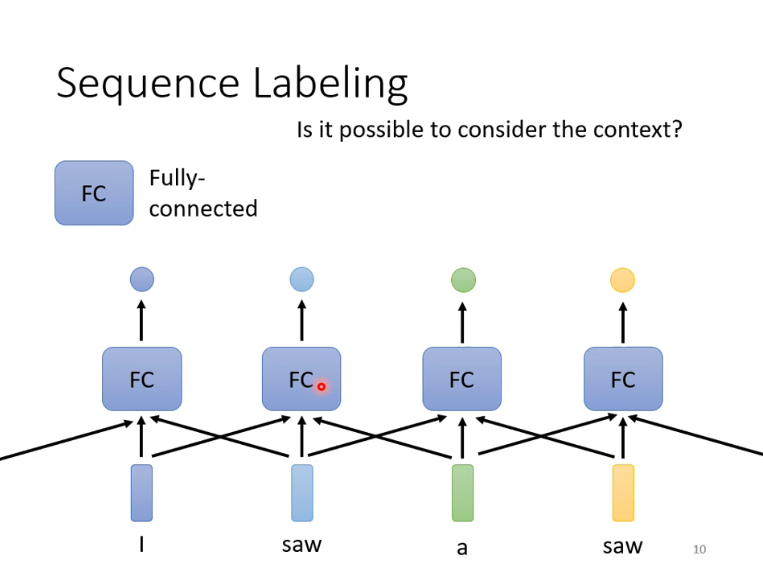 Sequence Labeling
Is it possible to consider the context?
FC
Fully-
connected
FC
FC
FC
FC
I
saw
a
saw
10